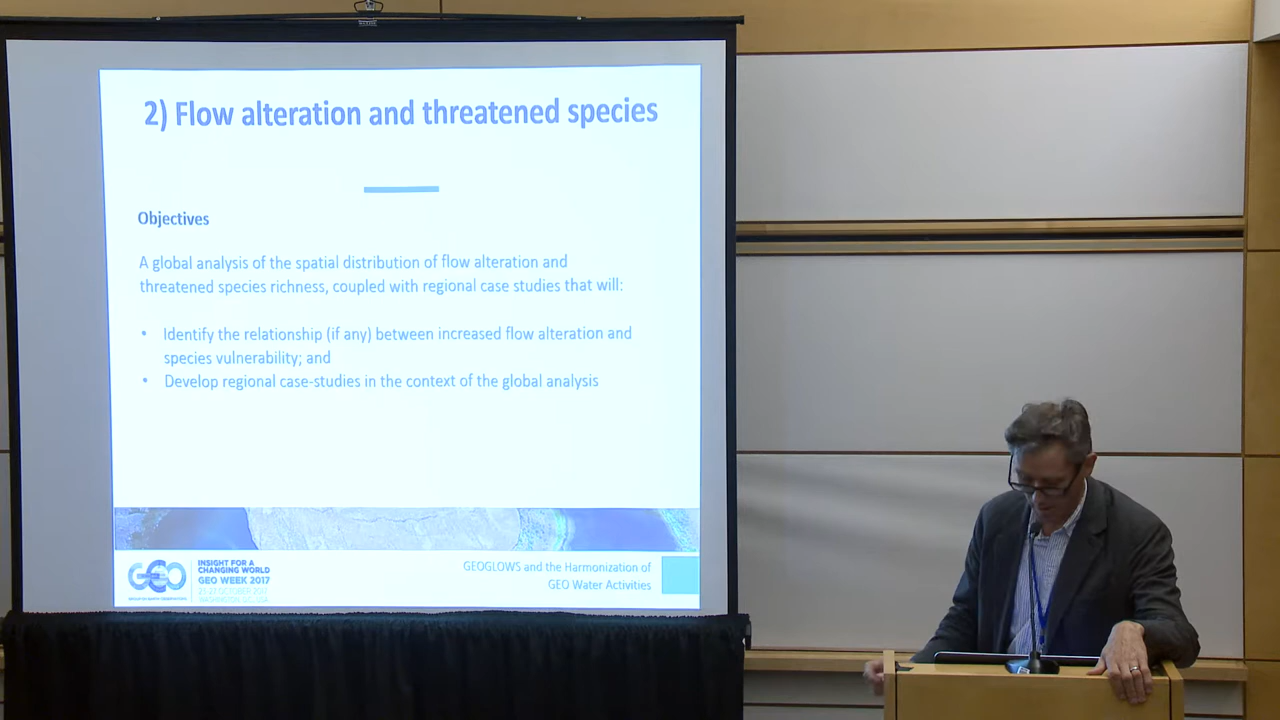 2) Flow alteration and threatened species
Objectives
A global analysis of the spatial distribution of flow alteration and
threatened species richness, coupled with regional case studies that will:
• Identify the relationship (if any) between increased flow alteration and
species vulnerability; and
• Develop regional case-studies in the context of the global analysis
GEO
INSIGHT FOR A
CHANGING WORLD
GEO WEEK 2017
GEOGLOWS and the Harmonization of
GEO Water Activities